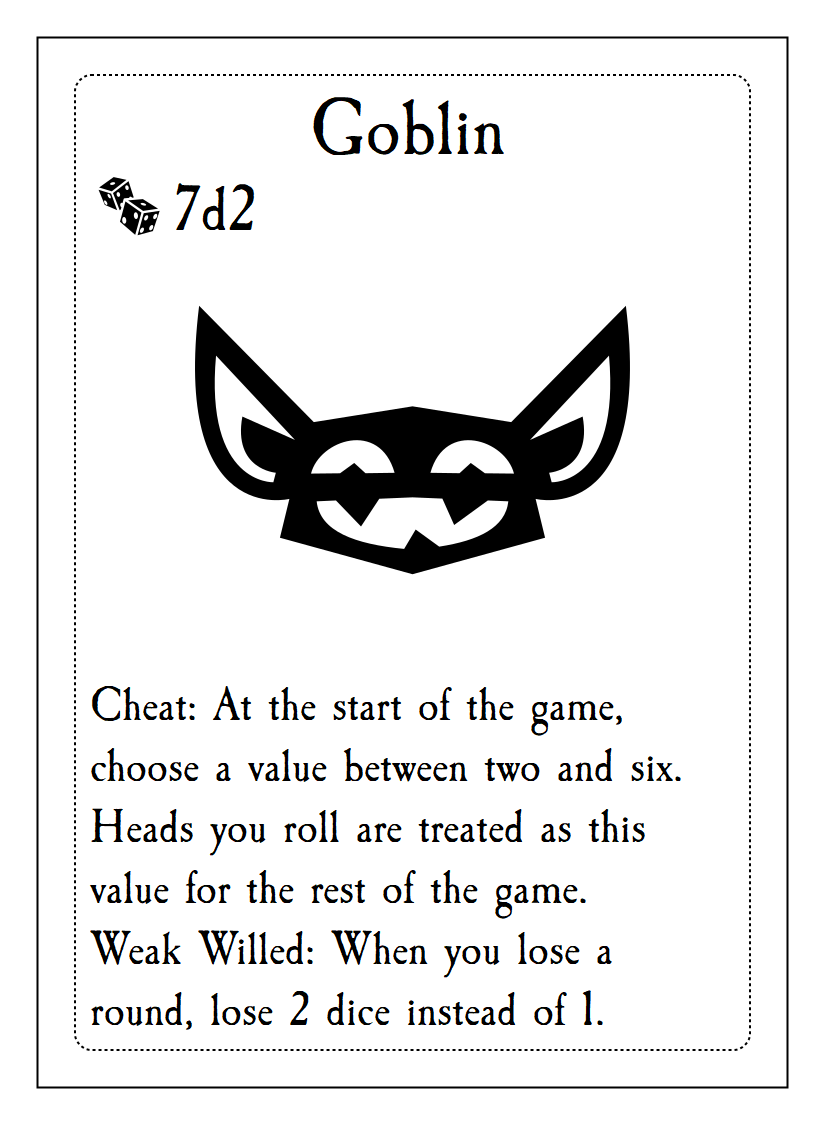 Goblin
7d2
Cheat: At the start of the game,
choose a value between two and six.
Heads you roll are treated as this
value for the rest of the game.
Weak Willed: When you lose a
round, lose 2 dice instead of 1.